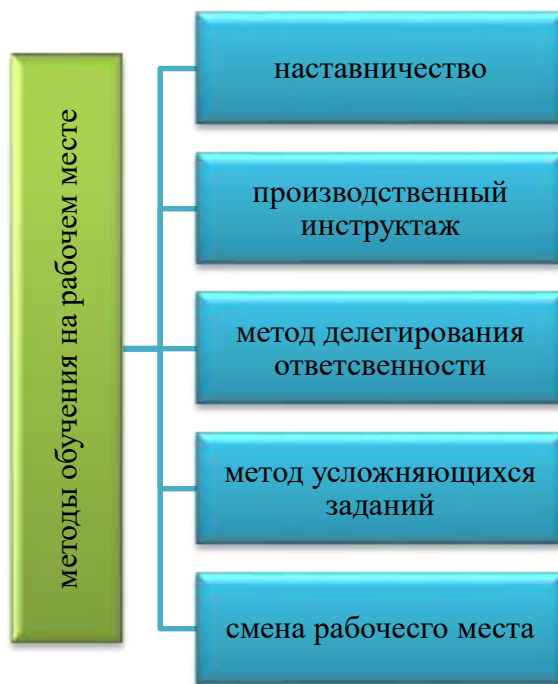 методы обучения на рабочем месте
наставничество
производственный
инструктаж
метод делегирования
ответсвенности
метод усложняющихся
заданий
смена рабочесго места